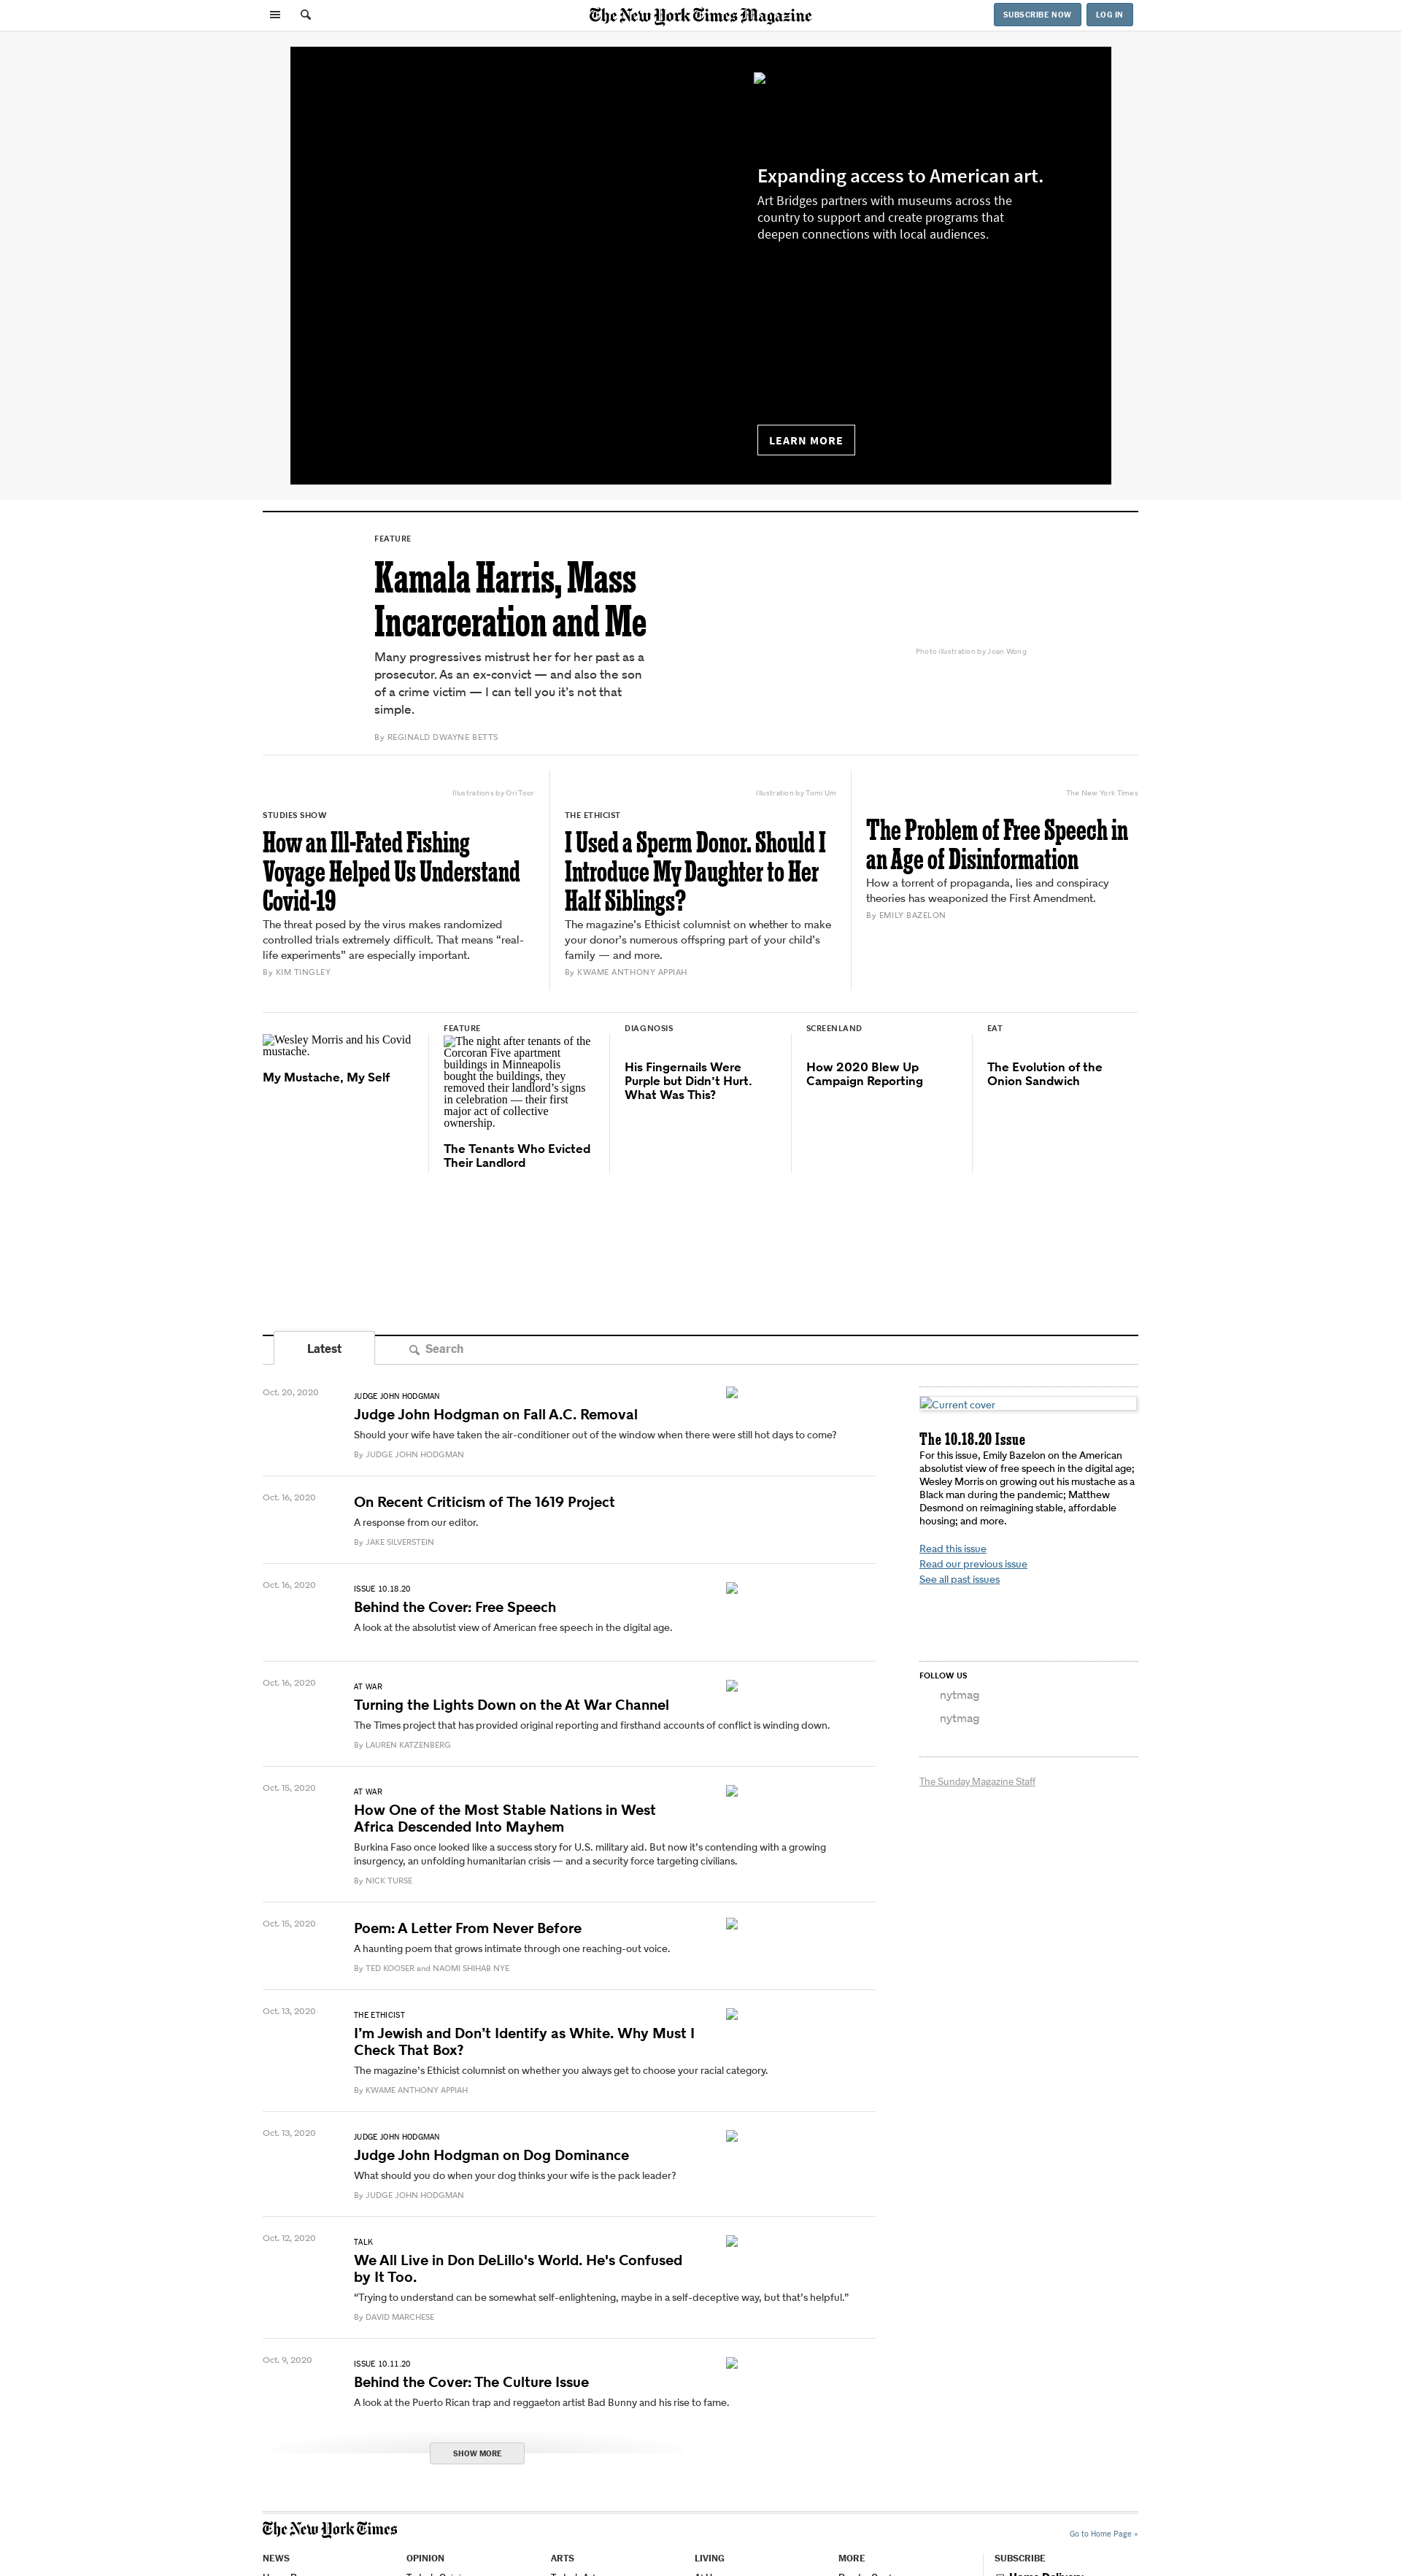 The New York Times Magazine
SUBSCRIBE NOW
LOG IN
Expanding access to American art.
Art Bridges partners with museums across the
country to support and create programs that
deepen connections with local audiences.
LEARN MORE
FEATURE
Kamala Harris, Mass
Incarceration and Me
Many progressives mistrust her for her past as a
prosecutor. As an ex-convict — and also the son
of a crime victim — I can tell you it’s not that
simple.
By REGINALD DWAYNE BETTS
Photo illustration by Joan Wong
Illustrations by Ori Toor
STUDIES SHOW
How an Ill-Fated Fishing
Voyage Helped Us Understand
Covid-19
The threat posed by the virus makes randomized
controlled trials extremely difficult. That means “real-
life experiments” are especially important.
By KIM TINGLEY
Illustration by Tomi Um
THE ETHICIST
I Used a Sperm Donor. Should I
Introduce My Daughter to Her
Half Siblings?
The magazine’s Ethicist columnist on whether to make
your donor’s numerous offspring part of your child’s
family — and more.
By KWAME ANTHONY APPIAH
The New York Times
The Problem of Free Speech in
an Age of Disinformation
How a torrent of propaganda, lies and conspiracy
theories has weaponized the First Amendment.
By EMILY BAZELON
Wesley Morris and his Covid
mustache.
My Mustache, My Self
FEATURE
The night after tenants of the
Corcoran Five apartment
buildings in Minneapolis
bought the buildings, they
removed their landlord’s signs
in celebration — their first
major act of collective
ownership.
The Tenants Who Evicted
Their Landlord
DIAGNOSIS
His Fingernails Were
Purple but Didn’t Hurt.
What Was This?
SCREENLAND
How 2020 Blew Up
Campaign Reporting
EAT
The Evolution of the
Onion Sandwich
Latest
Search
Oct. 20, 2020
JUDGE JOHN HODGMAN
Judge John Hodgman on Fall A.C. Removal
Should your wife have taken the air-conditioner out of the window when there were still hot days to come?
By JUDGE JOHN HODGMAN
Oct. 16, 2020
On Recent Criticism of The 1619 Project
A response from our editor.
By JAKE SILVERSTEIN
Oct. 16, 2020
ISSUE 10.18.20
Behind the Cover: Free Speech
A look at the absolutist view of American free speech in the digital age.
Oct. 16, 2020
AT WAR
Turning the Lights Down on the At War Channel
The Times project that has provided original reporting and firsthand accounts of conflict is winding down.
By LAUREN KATZENBERG
Oct. 15, 2020
AT WAR
How One of the Most Stable Nations in West
Africa Descended Into Mayhem
Burkina Faso once looked like a success story for U.S. military aid. But now it’s contending with a growing
insurgency, an unfolding humanitarian crisis — and a security force targeting civilians.
By NICK TURSE
Oct. 15, 2020
Poem: A Letter From Never Before
A haunting poem that grows intimate through one reaching-out voice.
By TED KOOSER and NAOMI SHIHAB NYE
Oct. 13, 2020
THE ETHICIST
I’m Jewish and Don’t Identify as White. Why Must I
Check That Box?
The magazine’s Ethicist columnist on whether you always get to choose your racial category.
By KWAME ANTHONY APPIAH
Oct. 13, 2020
JUDGE JOHN HODGMAN
Judge John Hodgman on Dog Dominance
What should you do when your dog thinks your wife is the pack leader?
By JUDGE JOHN HODGMAN
Oct. 12, 2020
TALK
We All Live in Don DeLillo's World. He's Confused
by It Too.
“Trying to understand can be somewhat self-enlightening, maybe in a self-deceptive way, but that’s helpful.”
By DAVID MARCHESE
Oct. 9, 2020
ISSUE 10.11.20
Behind the Cover: The Culture Issue
A look at the Puerto Rican trap and reggaeton artist Bad Bunny and his rise to fame.
SHOW MORE
Current cover
The 10.18.20 Issue
For this issue, Emily Bazelon on the American
absolutist view of free speech in the digital age;
Wesley Morris on growing out his mustache as a
Black man during the pandemic; Matthew
Desmond on reimagining stable, affordable
housing; and more.
Read this issue
Read our previous issue
See all past issues
FOLLOW US
nytmag
nytmag
The Sunday Magazine Staff
The New York Times
Go to Home Page »
NEWS
OPINION
ARTS
LIVING
MORE
SUBSCRIBE